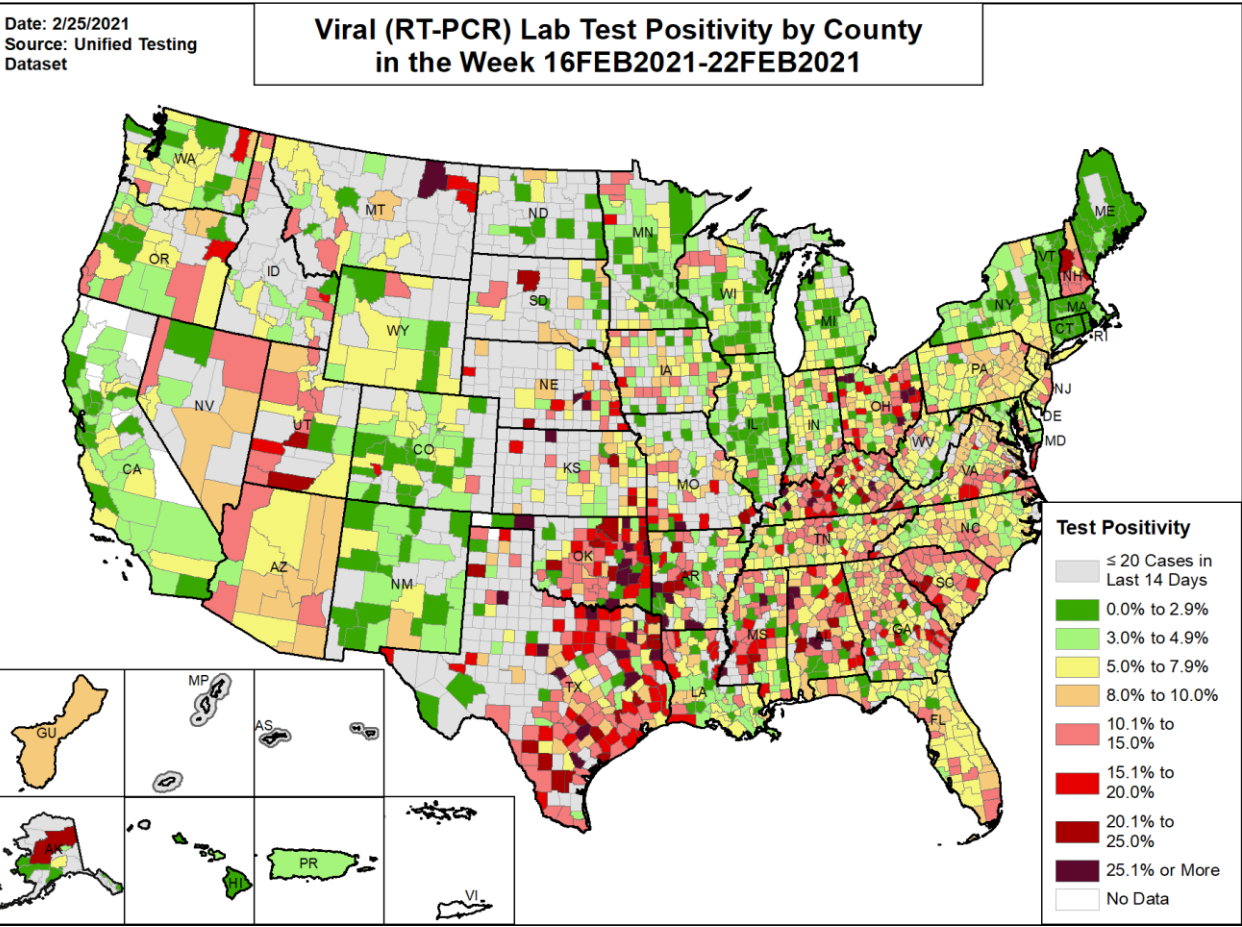 Date: 2/25/2021
Source: Unified Testing
Dataset
Viral (RT-PCR) Lab Test Positivity by County
in the Week 16FEB2021-22FEB2021
WA
MT
ND
MN
ME
OR
ID
SD
WI
VT
NH
NY
MA
CT
RI
WY
MI
IA
PA
NJ
NE
OH
DE
MD
NV
UT
CO
IL
IN
WV
VA
CA
KS
MO
KY
NC
TN
OK
AR
SC
AZ
NM
MS
AL
GA
TX
LA
FL
GU
MP
AS
AK
HI
PR
VI
Test Positivity
≤ 20 Cases in
Last 14 Days
0.0% to 2.9%
3.0% to 4.9%
5.0% to 7.9%
8.0% to 10.0%
10.1% to
15.0%
15.1% to
20.0%
20.1% to
25.0%
25.1% or More
No Data